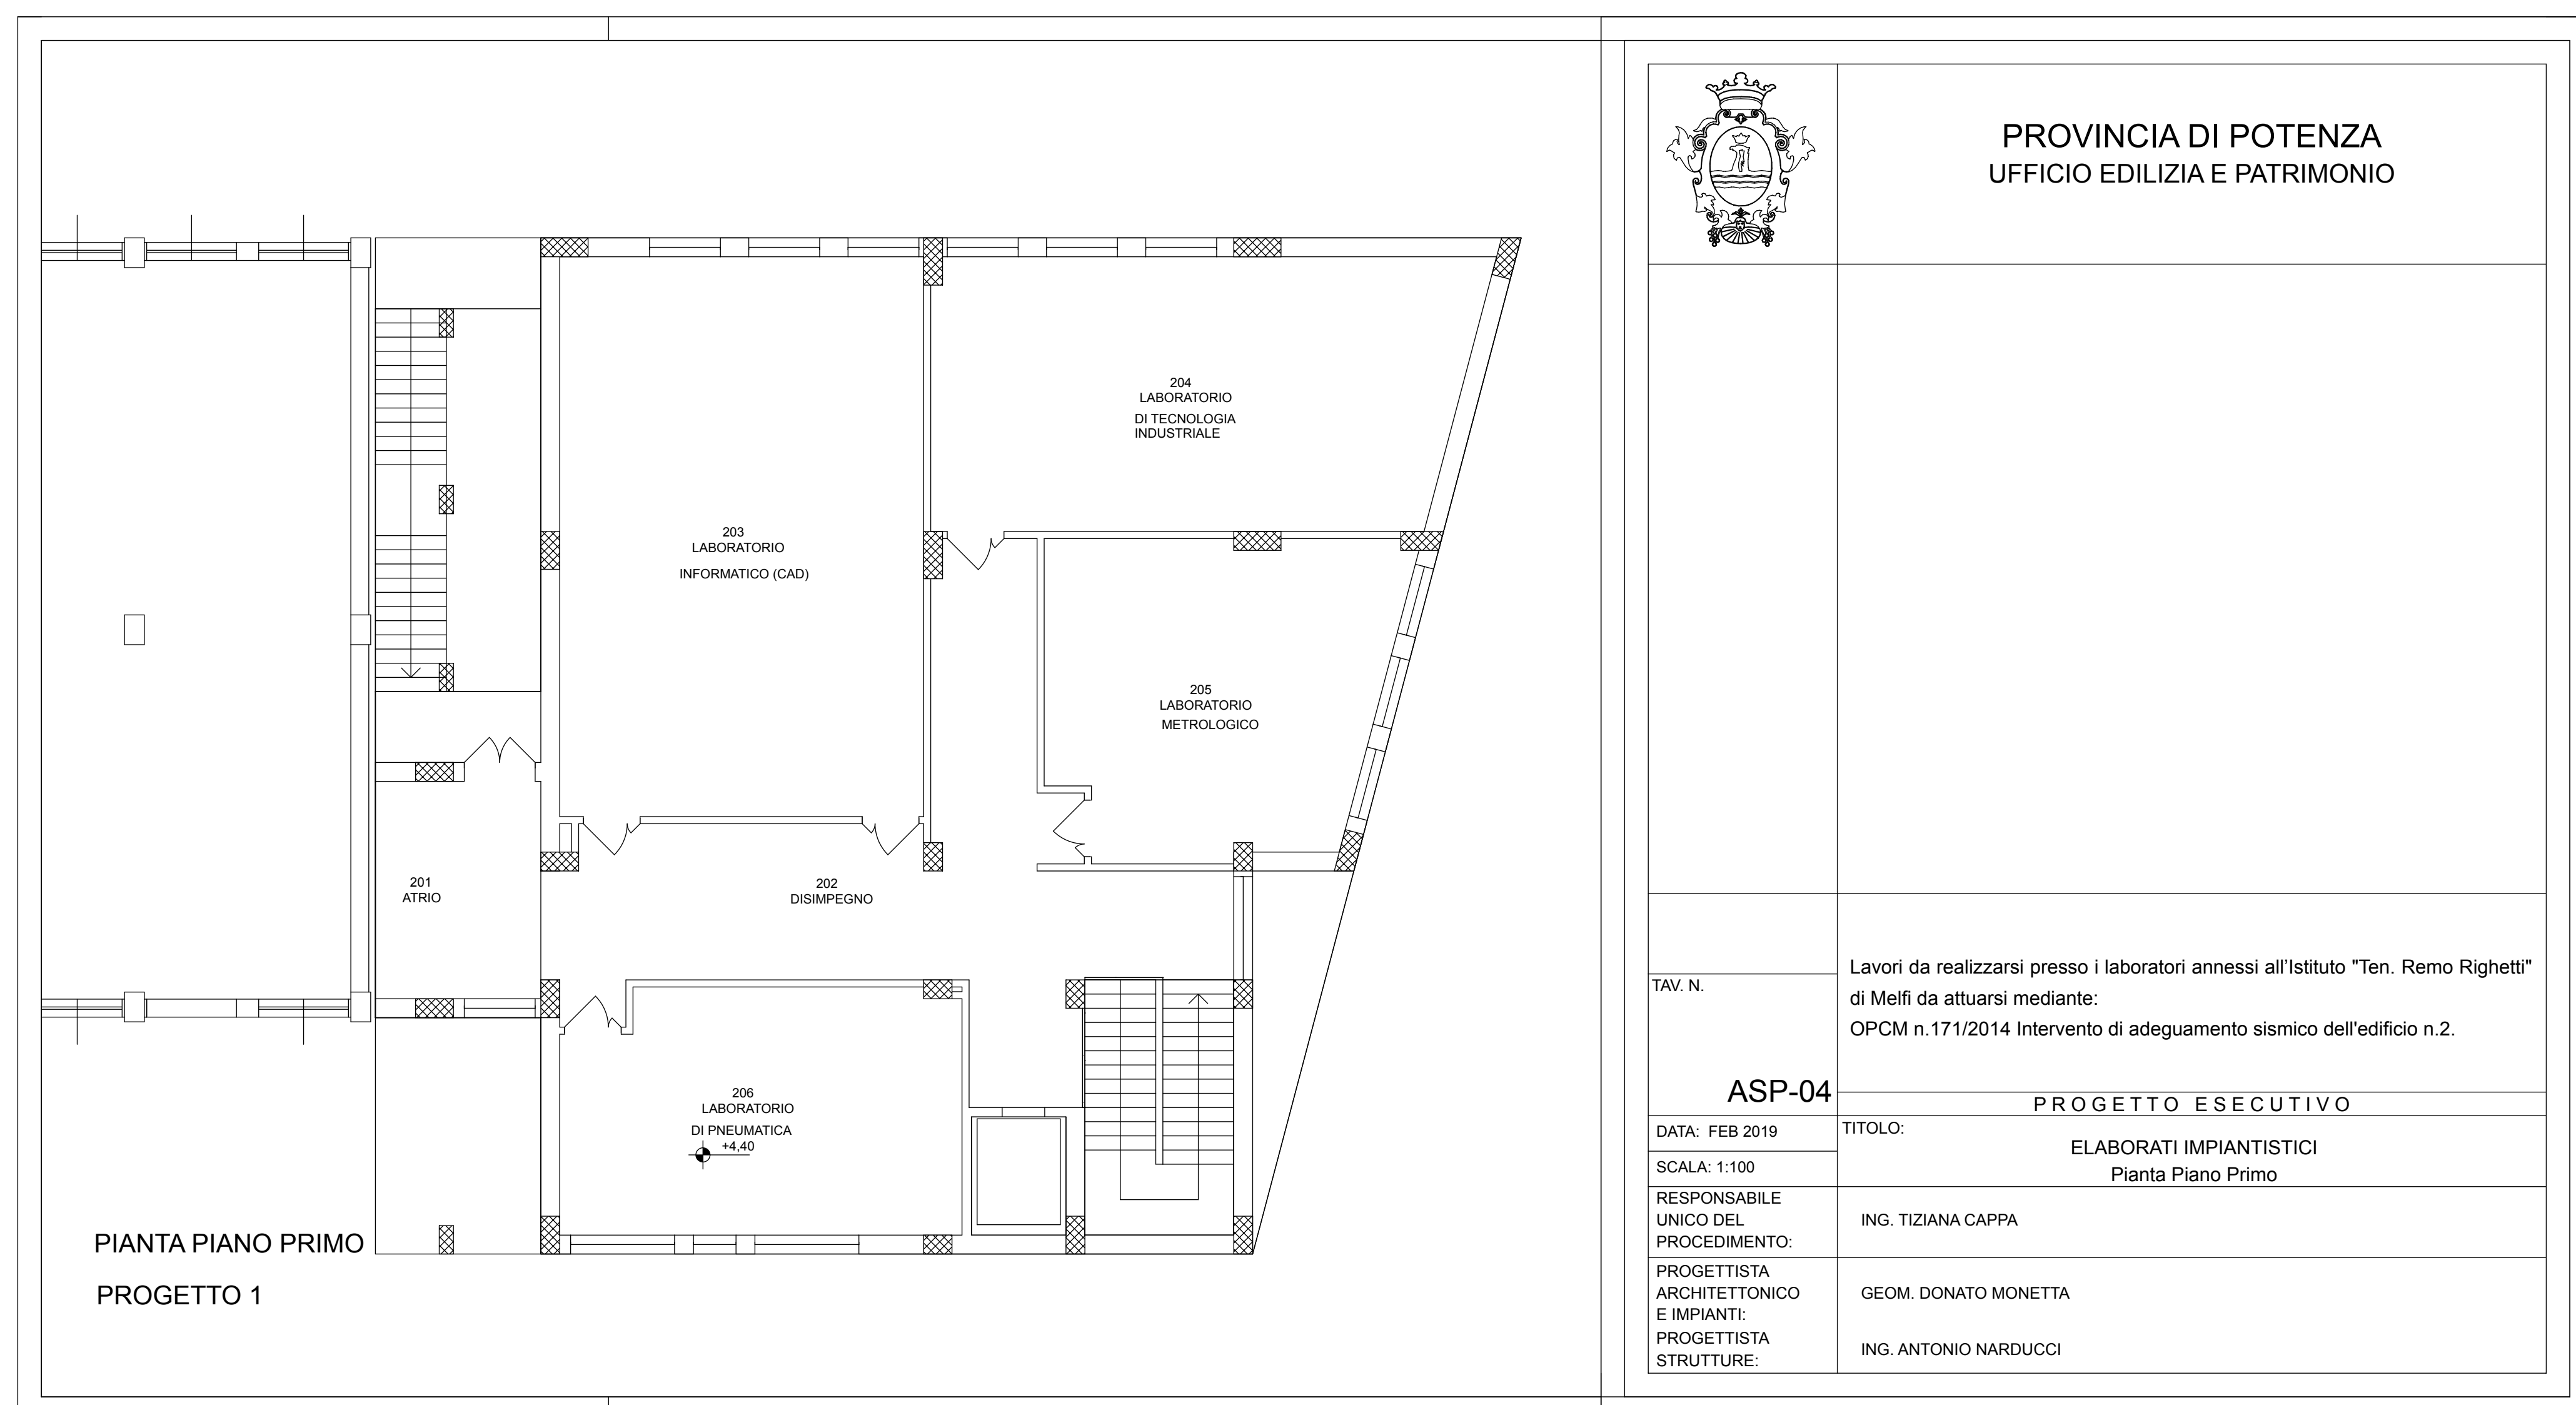 204
LABORATORIO
DI TECNOLOGIA
INDUSTRIALE
203
LABORATORIO
INFORMATICO (CAD)
205
LABORATORIO
METROLOGICO
201
ATRIO
202
DISIMPEGNO
206
LABORATORIO
DI PNEUMATICA
+4,40
PIANTA PIANO PRIMO
PROGETTO 1
PROVINCIA DI POTENZA
UFFICIO EDILIZIA E PATRIMONIO
Lavori da realizzarsi presso i laboratori annessi all'Istituto "Ten. Remo Righetti"
di Melfi da attuarsi mediante:
OPCM n.171/2014 Intervento di adeguamento sismico dell'edificio n.2.
TAV. N.
ASP-04
PROGETTO ESECUTIVO
DATA: FEB 2019
SCALA: 1:100
TITOLO:
ELABORATI IMPIANTISTICI
Pianta Piano Primo
RESPONSABILE
UNICO DEL
PROCEDIMENTO:
ING. TIZIANA CAPPA
PROGETTISTA
ARCHITETTONICO
E IMPIANTI:
GEOM. DONATO MONETTA
PROGETTISTA
STRUTTURE:
ING. ANTONIO NARDUCCI